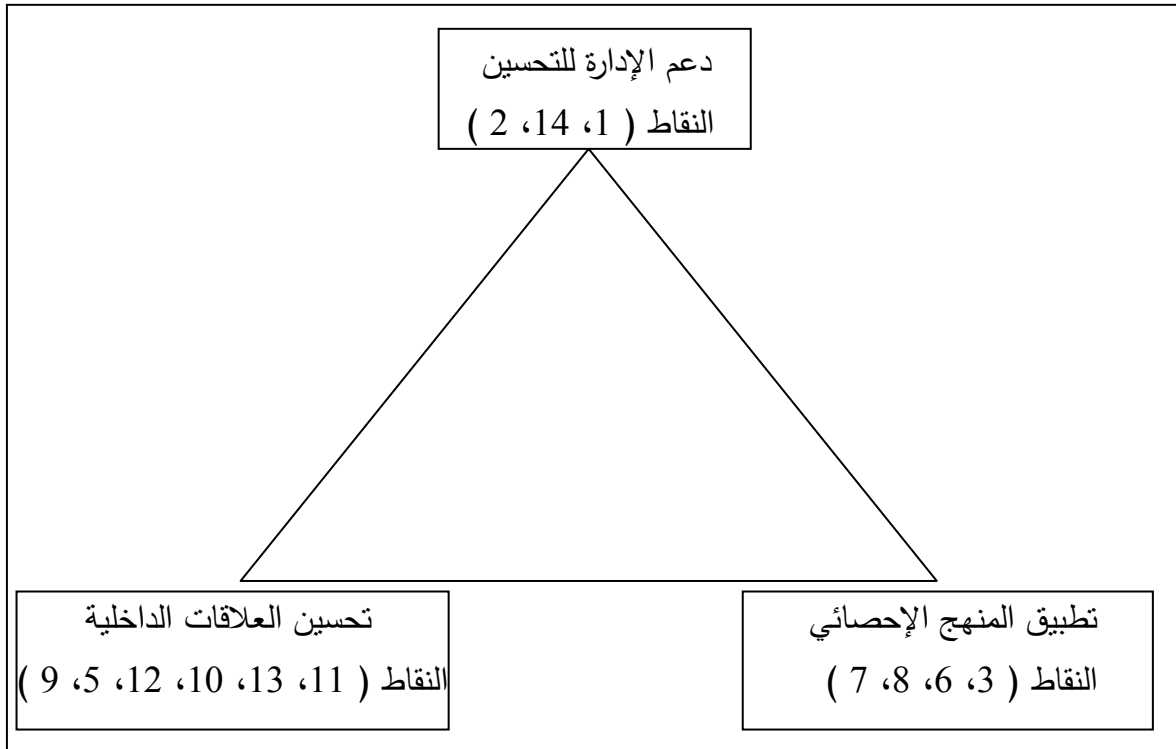 دعم الإدارة للتحسين
النقاط ( 1، 14، 2 )
تطبيق المنهج الإحصائي
النقاط ( 3، 6، 8، 7 )
تحسين العلاقات الداخلية
النقاط ( 11، 13، 10، 12، 5، 9 )